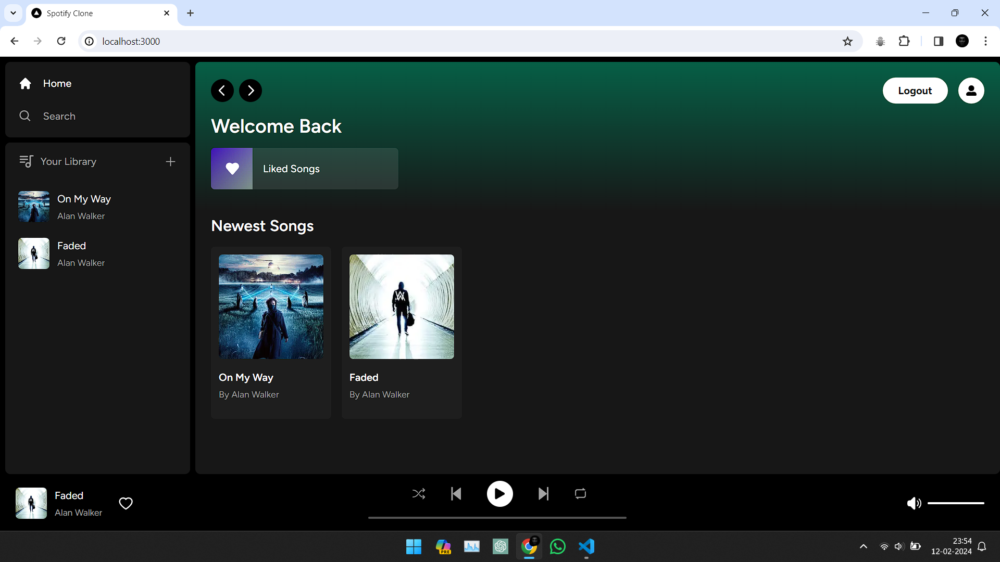 Spotify Clone
localhost:3000
Home
Search
Your Library
On My Way
Alan Walker
Faded
Alan Walker
Logout
Welcome Back
Liked Songs
Newest Songs
On My Way
By Alan Walker
Faded
By Alan Walker
Faded
Alan Walker
PRE
23:54
12-02-2024